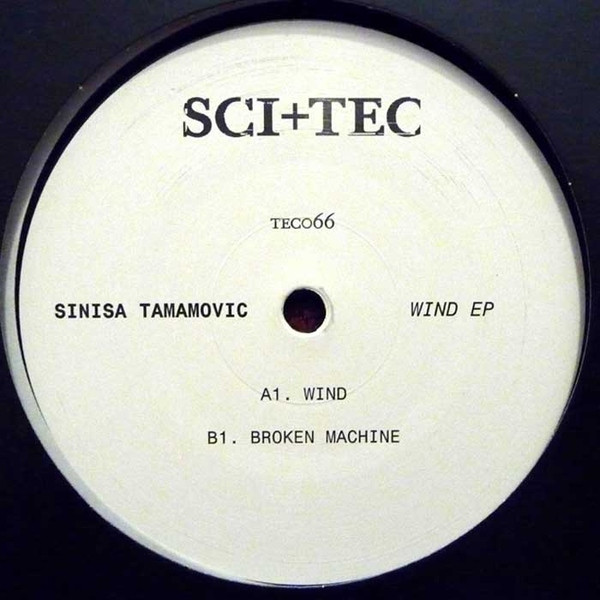 SCI+TEC
TEC066
SINISA TAMAMOVIC WIND EP
A1. WIND
B1. BROKEN MACHINE